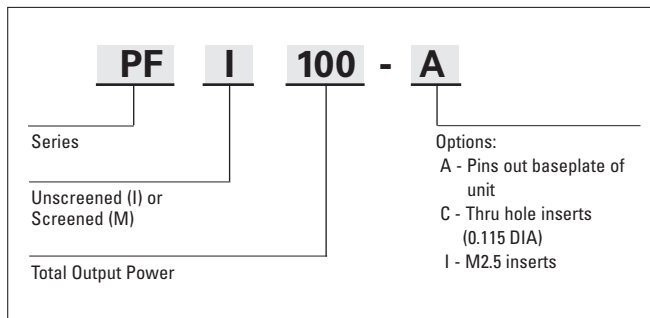 PF I 100 - A
Series
Unscreened (I) or
Screened (M)
Total Output Power
Options:
A - Pins out baseplate of
unit
C - Thru hole inserts
(0.115 DIA)
I - M2.5 inserts